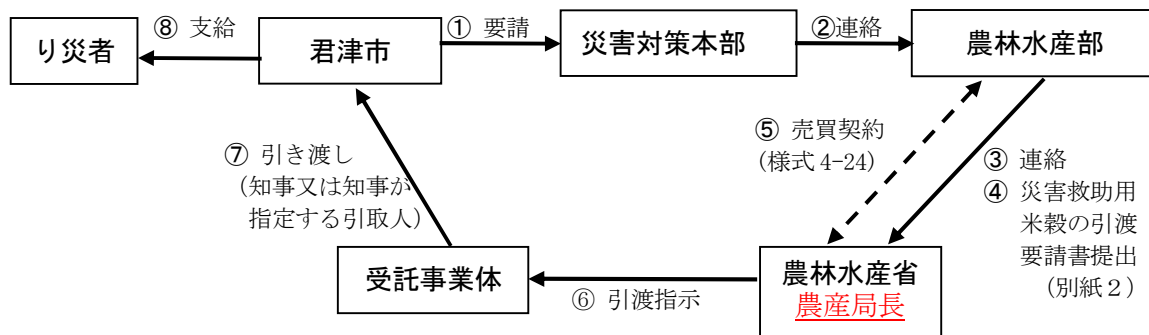 り災者
⑧ 支給
君津市
① 要請
災害対策本部
②連絡
農林水産部
⑤ 売買契約
(様式 4-24)
③ 連絡
④ 災害救助用
米穀の引渡
要請書提出
(別紙２)
⑦ 引き渡し
(知事又は知事が
指定する引取人)
受託事業体
⑥ 引渡指示
農林水産省
農産局長